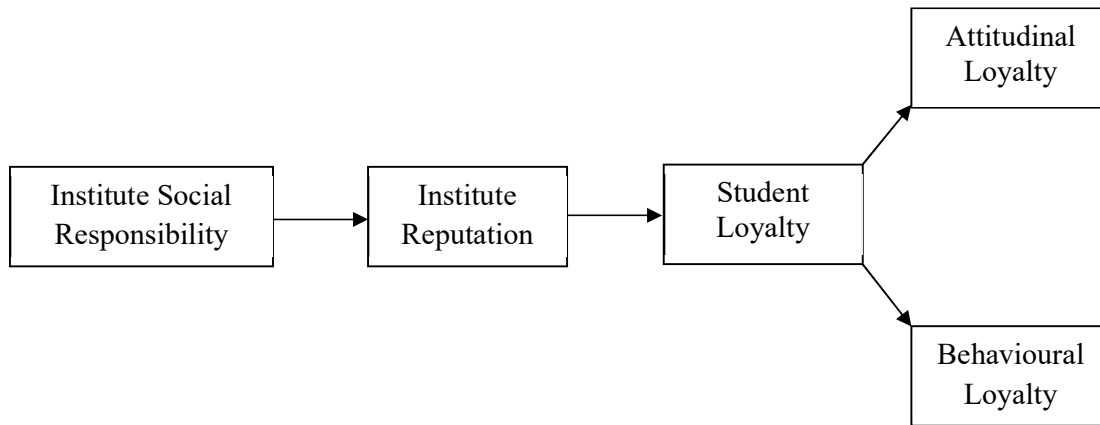 Attitudinal
Loyalty
Institute Social
Responsibility
Institute
Reputation
Student
Loyalty
Behavioural
Loyalty